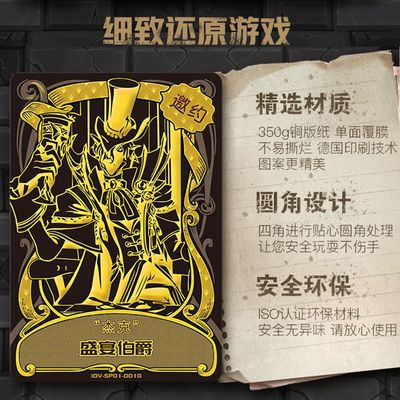 细致还原游戏
邀约
"杰克"
盛宴伯爵
IDV-SP01-001G
精选材质
350g铜版纸 单面覆膜
不易撕烂 德国印刷技术
图案更精美
圆角设计
四角进行贴心圆角处理
让您安全玩耍不伤手
安全环保
ISO认证环保材料
安全无异味 请放心使用